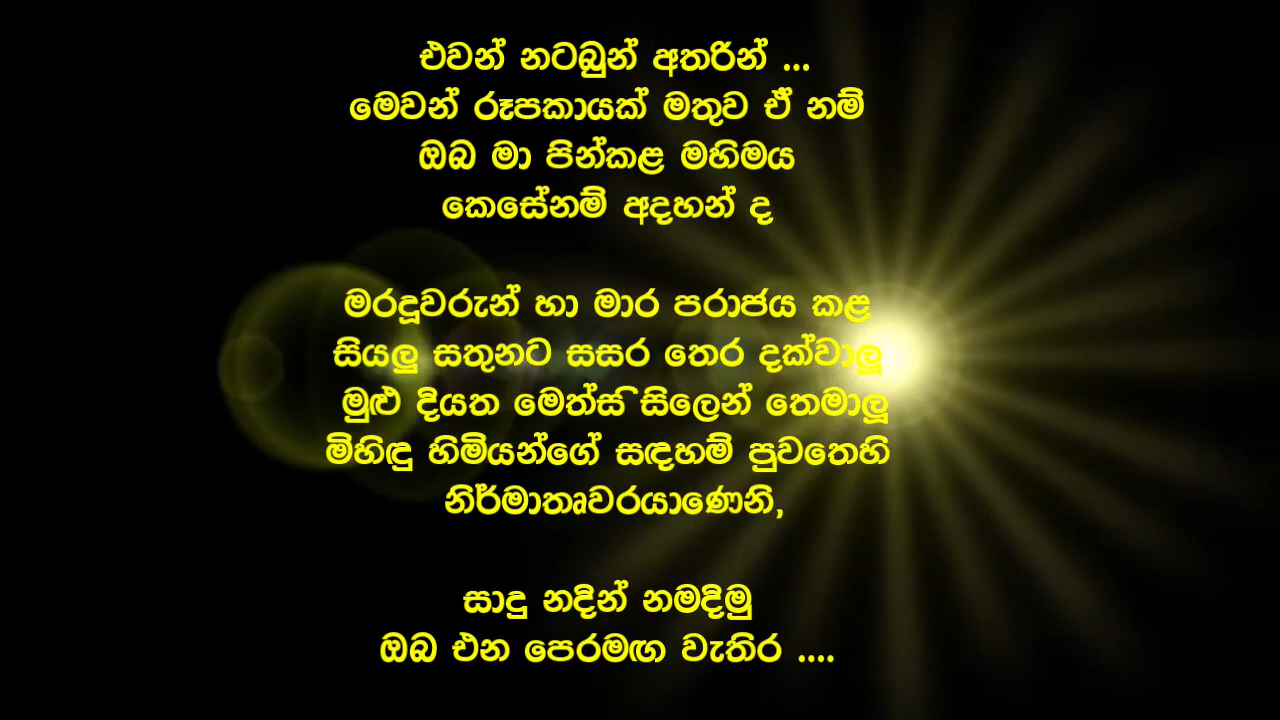 එවන් නටබුන් අතරින් ...
මෙවන් රූපකායක් මතුව ඒ නම්
ඔබ මා පින්කළ මහිමය
කෙසේනම් අදහන් ද
මරදූවරුන් හා මාර පරාජය කළ
සියලු සතුනට සසර තෙර දක්වාලූ
මුළු දියත මෙත්ස ිසිලෙන් තෙමාලූ
මිහිඳු හිමියන්ගේ සඳහම් පුවතෙහි
නිර්මාතෘවරයාණෙනි,
සාදු නදින් නමදිමු
ඔබ එන පෙරමඟ වැතිර ....